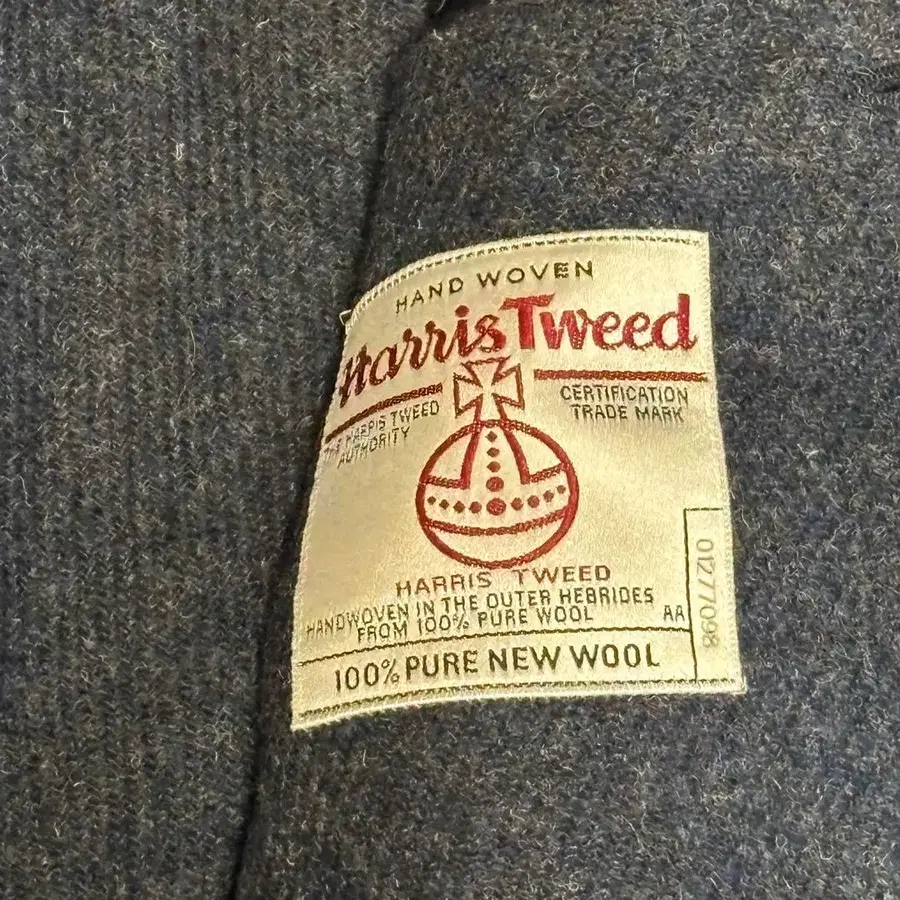 HAND WOVEN
Harris Tweed
THE HARRIS TWEED
AUTHORITY
CERTIFICATION
TRADE MARK
HARRIS TWEED
HANDWOVEN IN THE OUTER HEBRIDES
FROM 100% PURE WOOL
AA
012777098
100% PURE NEW WOOL